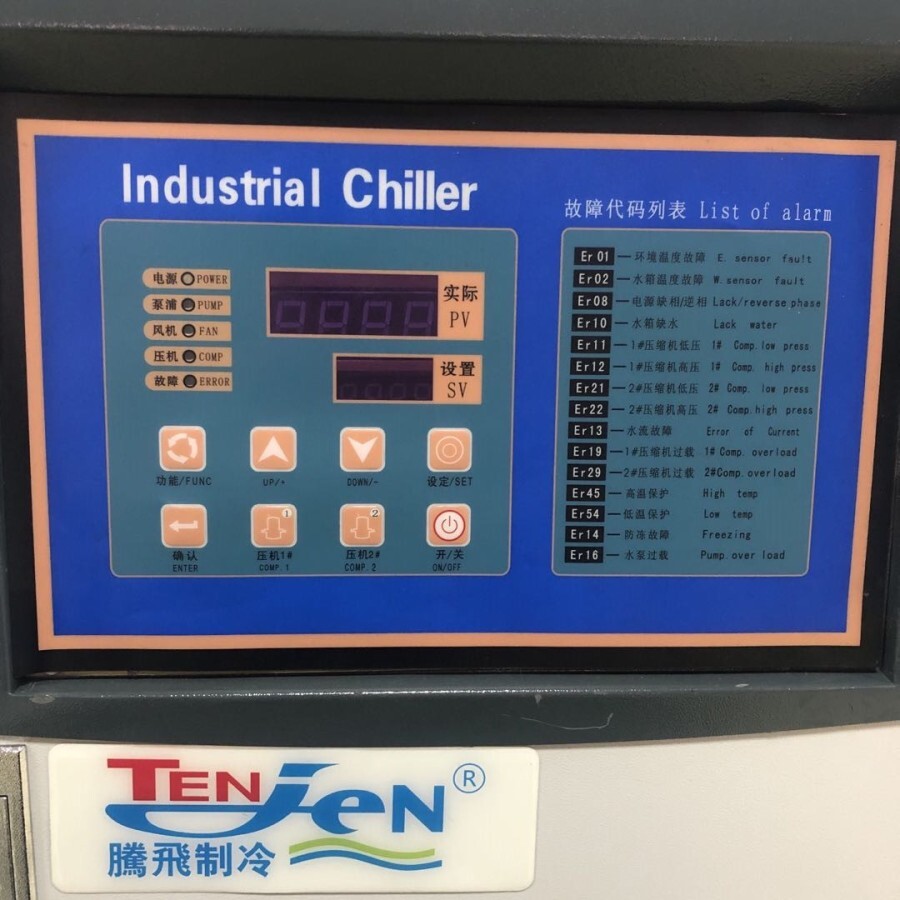 Industrial Chiller
电源 POWER
泵浦 PUMP
风机 FAN
压机 COMP
故障 ERROR
实际
PV
设置
SV
功能/FUNC
UP/+
DOWN/-
设定/SET
确认
ENTER
1
压机1#
COMP.1
2
压机2#
COMP.2
开/关
ON/OFF
故障代码列表 List of alarm
Er 01 — 环境温度故障 E. sensor fault
Er02 — 水箱温度故障 W.sensor fault
Er08 — 电源缺相/逆相 Lack/reverse phase
Er10 — 水箱缺水 Lack water
Er11 — 1#压缩机低压 1# Comp.low press
Er12 — 1#压缩机高压 1# Comp. high press
Er21 — 2#压缩机低压 2# Comp. low press
Er22 — 2#压缩机高压 2# Comp.high press
Er13 — 水流故障 Error of Current
Er19 — 1#压缩机过载 1# Comp. overload
Er29 — 2#压缩机过载 2#Comp.overload
Er45 — 高温保护 High temp
Er54 — 低温保护 Low temp
Er14 — 防冻故障 Freezing
Er16 — 水泵过载 Pump.over load
TENJEN ®
腾飛制冷